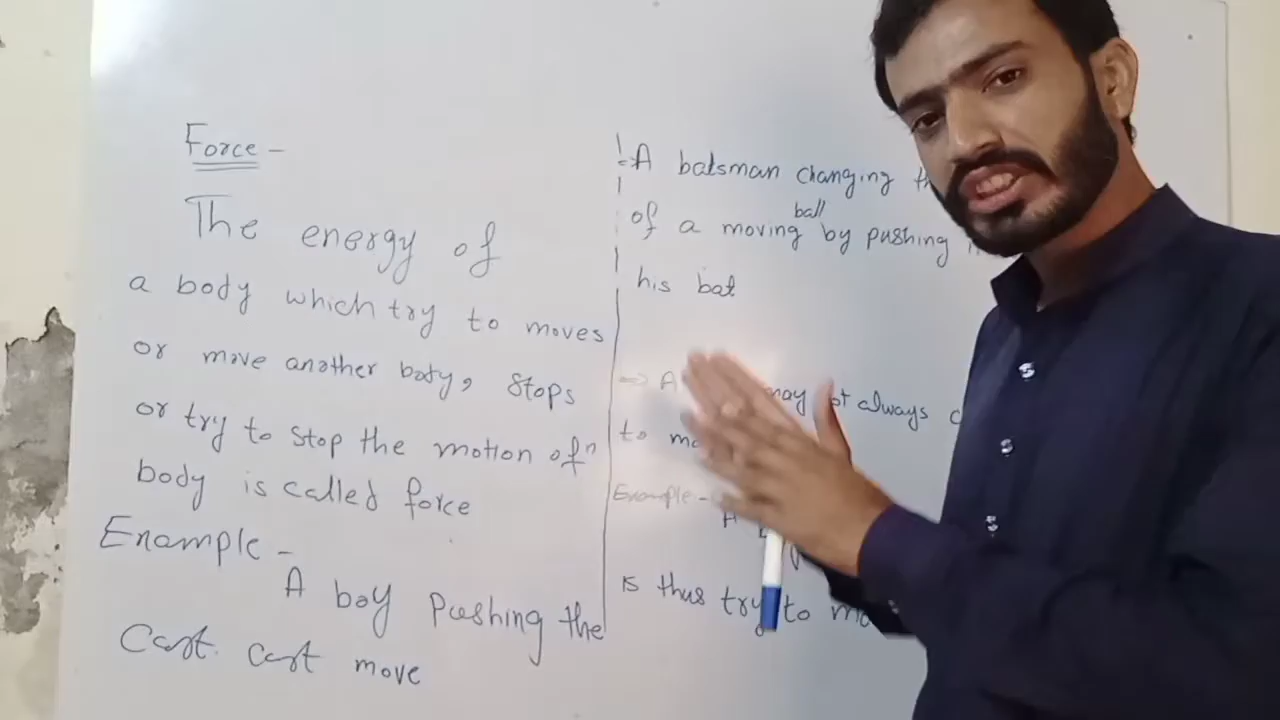 Force -
The energy of
a body which try to moves
or move another body, stops
or try to stop the motion of
body is called force
Example -
A boy pushing the
Cart. Cart move
A batsman changing
of a moving ball by pushing
his bat
A may not always
to
Example -
A
is thus try to